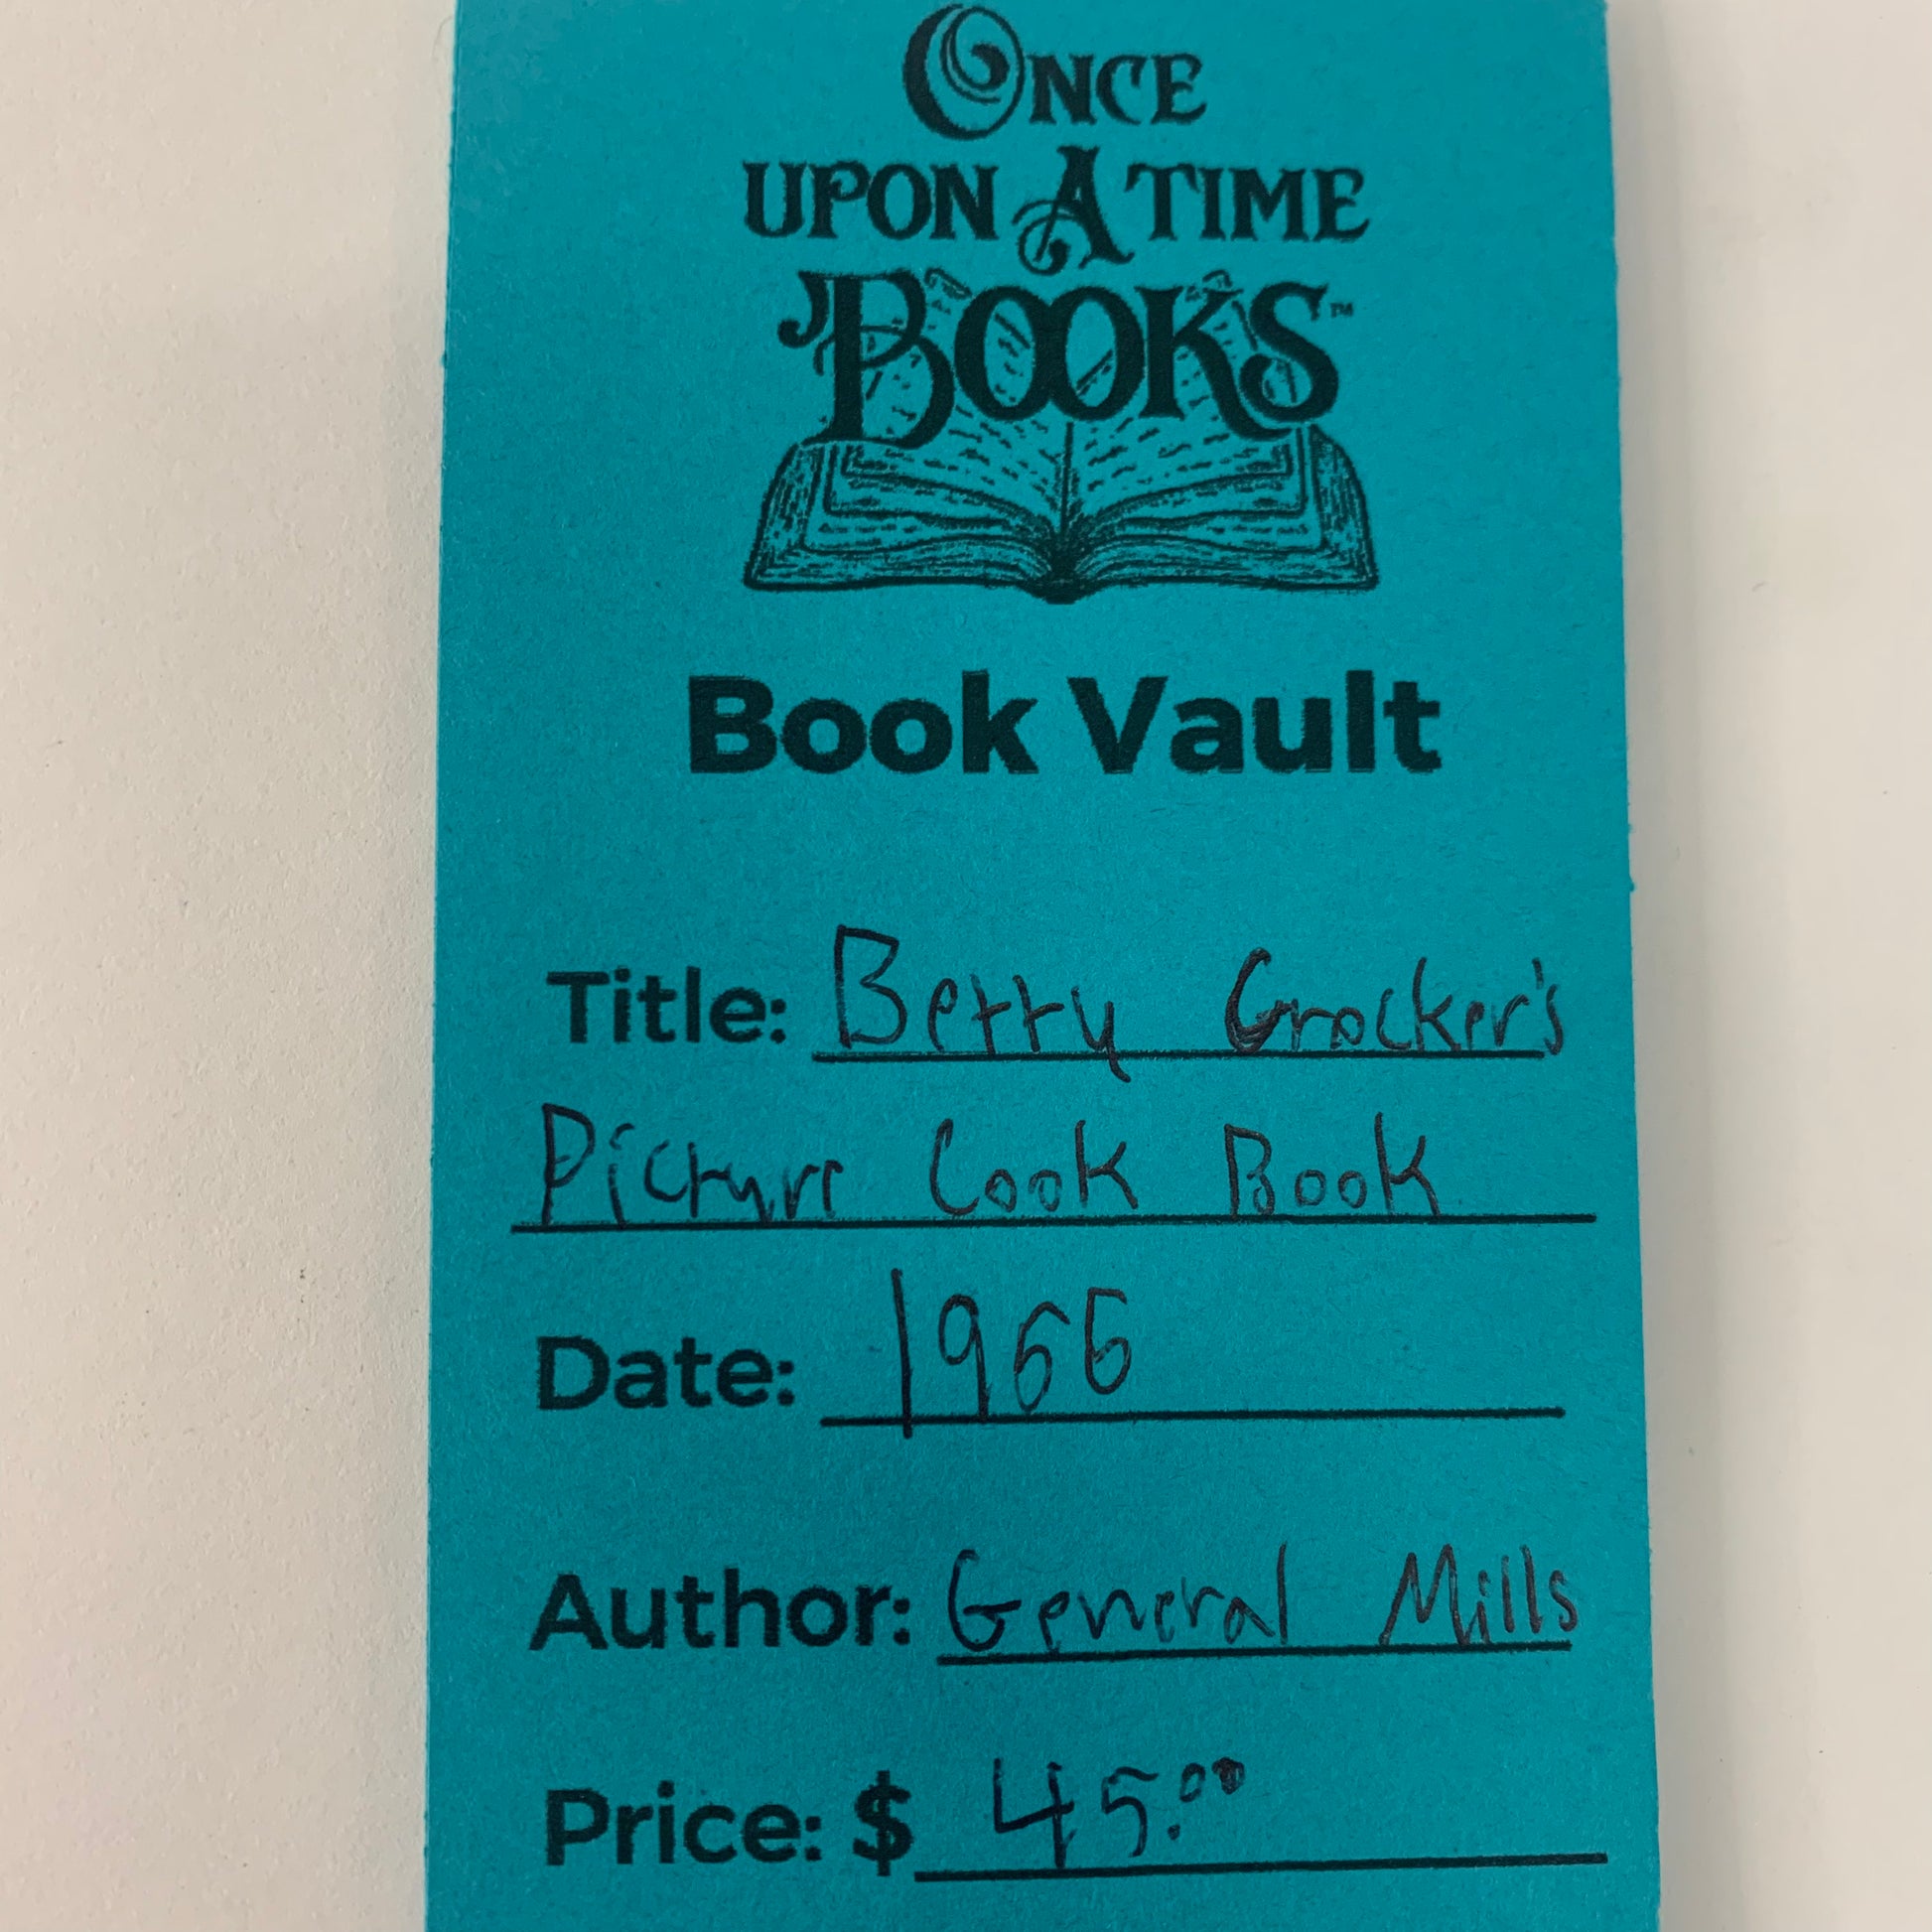 ONCE
UPON A TIME
BOOKS™
Book Vault
Title: Betty Crocker's
Picture Cook Book
Date: 1966
Author: General Mills
Price: $ 45.00